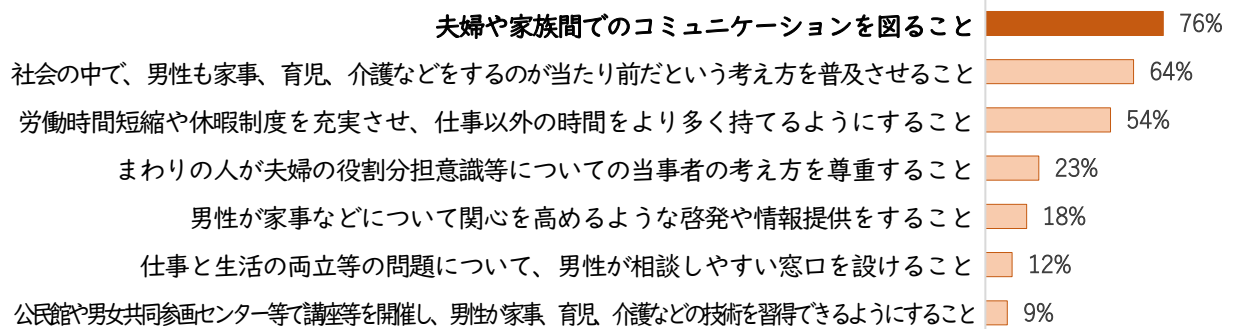 夫婦や家族間でのコミュニケーションを図ること 76%
社会の中で、男性も家事、育児、介護などをするのが当たり前だという考え方を普及させること 64%
労働時間短縮や休暇制度を充実させ、仕事以外の時間をより多く持てるようにすること 54%
まわりの人が夫婦の役割分担意識等についての当事者の考え方を尊重すること 23%
男性が家事などについて関心を高めるような啓発や情報提供をすること 18%
仕事と生活の両立等の問題について、男性が相談しやすい窓口を設けること 12%
公民館や男女共同参画センター等で講座等を開催し、男性が家事、育児、介護などの技術を習得できるようにすること 9%